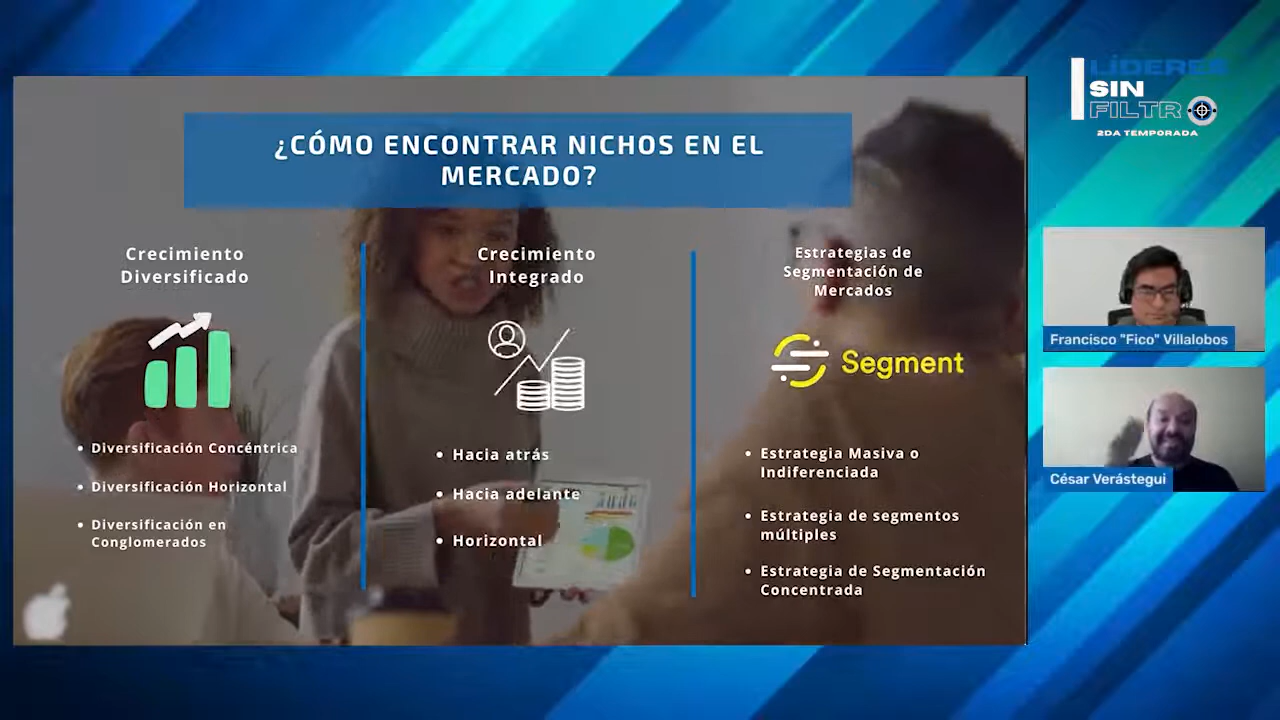 ¿CÓMO ENCONTRAR NICHOS EN EL
MERCADO?
Crecimiento
Diversificado
• Diversificación Concéntrica
• Diversificación Horizontal
• Diversificación en
Conglomerados
Crecimiento
Integrado
• Hacia atrás
• Hacia adelante
• Horizontal
Estrategias de
Segmentación de
Mercados
Segment
• Estrategia Masiva o
Indiferenciada
• Estrategia de segmentos
múltiples
• Estrategia de Segmentación
Concentrada
LÍDERES
SIN
FILTRO
2DA TEMPORADA
Francisco "Fico" Villalobos
César Verástegui